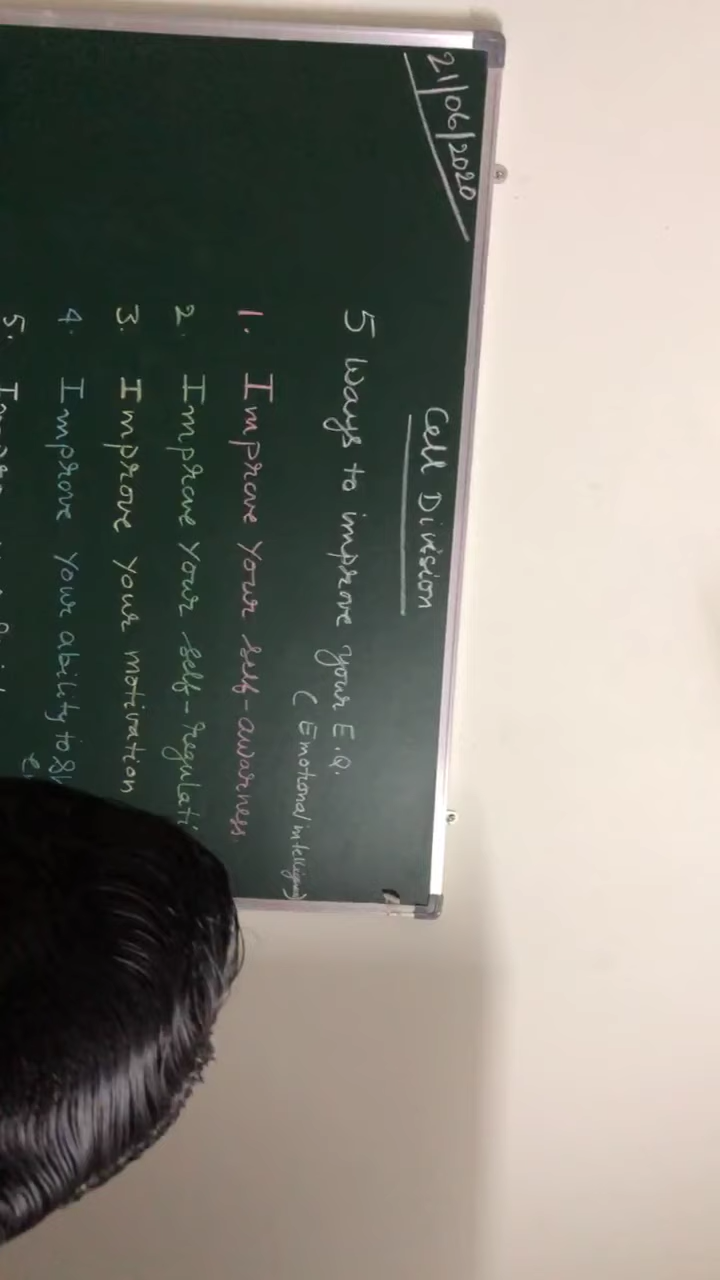 21/06/2020
Cell Division
5 Ways to improve your E.Q.
(Emotional intelligence)
1. Improve your self-awarness.
2. Improve your self-regulati
3. Improve your motivation
4. Improve your ability to
5.